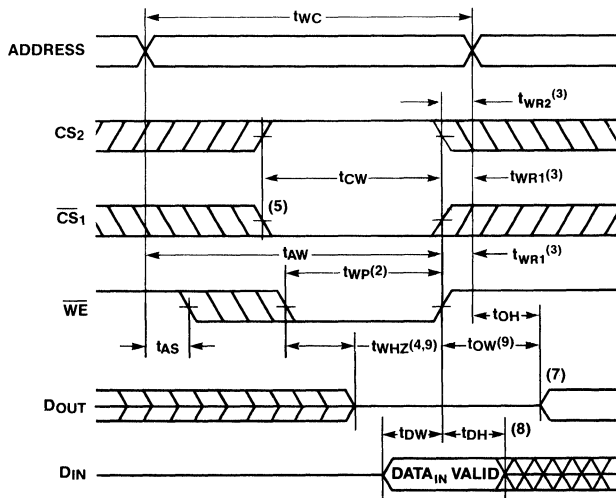 tWC
ADDRESS
tWR2(3)
CS2
tCW
tWR1(3)
CS1
(5)
tAW
tWR1(3)
tWP(2)
WE
tOH
tAS
tWHZ(4,9)
tOW(9)
(7)
DOUT
tDW
tDH
(8)
DIN
DATAIN VALID